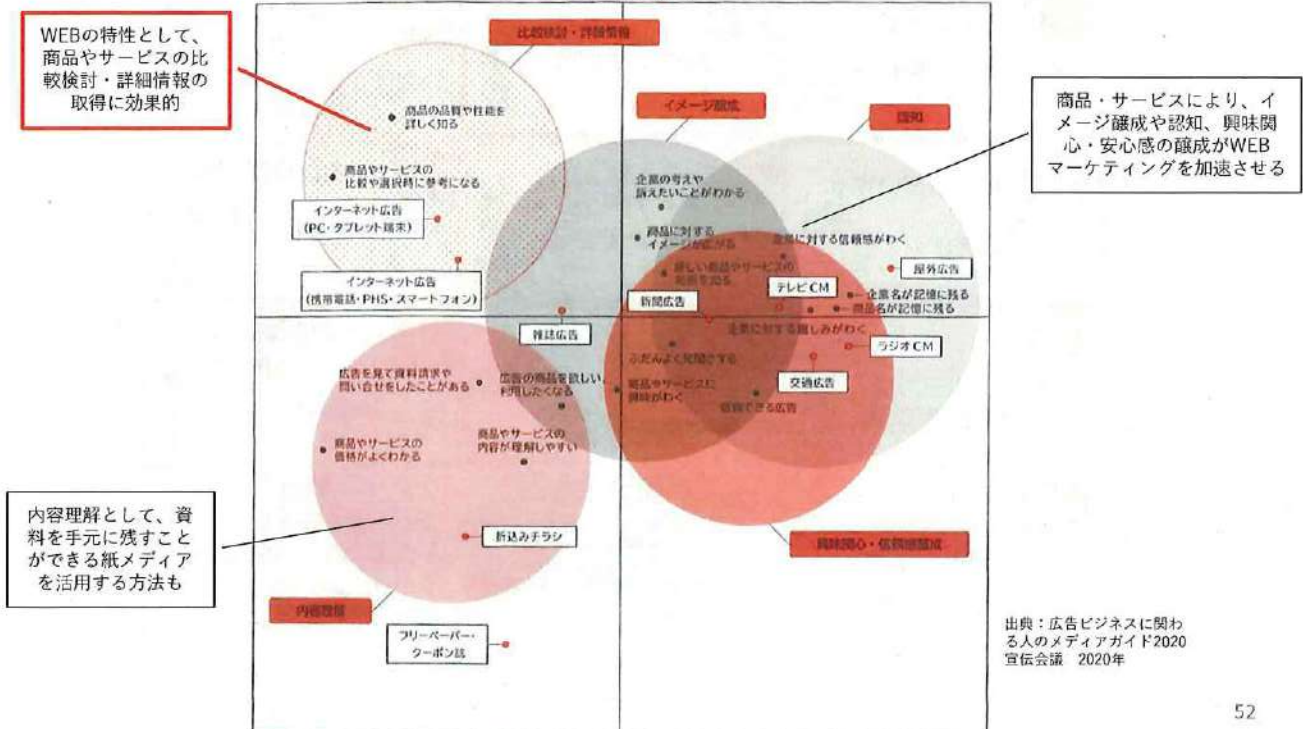 WEBの特性として、
商品やサービスの比
較検討・詳細情報の
取得に効果的
比較検討・詳細情報
商品の品質や性能を
詳しく知る
商品やサービスの
比較や選択時に参考になる
インターネット広告
(PC・タブレット端末)
インターネット広告
(携帯電話・PHS・スマートフォン)
イメージ醸成
認知
商品・サービスにより、イ
メージ醸成や認知、興味関
心・安心感の醸成がWEB
マーケティングを加速させる
企業の考えや
訴えたいことがわかる
商品に対する
イメージが広がる
企業に対する信頼感がわく
新しい商品やサービスの
屋外広告
テレビCM
新聞広告
企業名が記憶に残る
商品名が記憶に残る
雑誌広告
企業に対する親しみがわく
ラジオCM
ふだんよく見聞きする
交通広告
広告を見て資料請求や
問い合せをしたことがある
広告の商品を欲しい、
利用したくなる
商品やサービスに
興味がわく
信頼できる広告
商品やサービスの
価格がよくわかる
商品やサービスの
内容が理解しやすい
内容理解として、資
料を手元に残すこと
ができる紙メディア
を活用する方法も
折込みチラシ
興味関心・信頼感醸成
内容理解
フリーペーパー・
クーポン誌
出典：広告ビジネスに関わ
る人のメディアガイド2020
宣伝会議　2020年
52